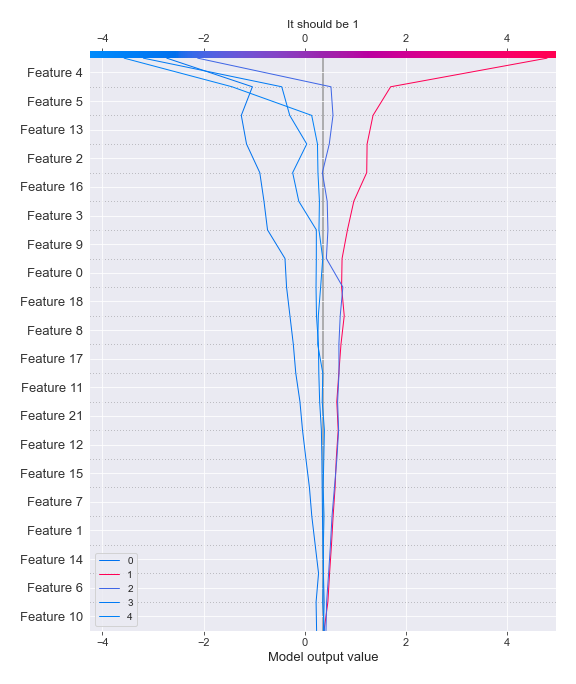 It should be 1
−4 −2 0 2 4
Feature 4
Feature 5
Feature 13
Feature 2
Feature 16
Feature 3
Feature 9
Feature 0
Feature 18
Feature 8
Feature 17
Feature 11
Feature 21
Feature 12
Feature 15
Feature 7
Feature 1
Feature 14
Feature 6
Feature 10
0
1
2
3
4
−4 −2 0 2 4
Model output value